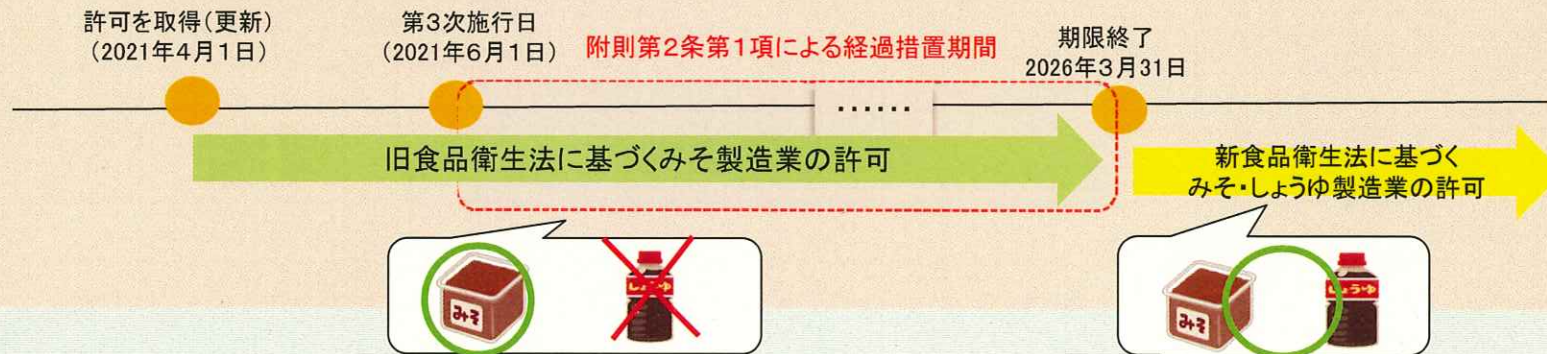 許可を取得（更新）
（2021年4月1日）
第3次施行日
（2021年6月1日）
附則第2条第1項による経過措置期間
期限終了
2026年3月31日
……
旧食品衛生法に基づくみそ製造業の許可
新食品衛生法に基づく
みそ・しょうゆ製造業の許可
みそ
しょうゆ
みそ
しょうゆ